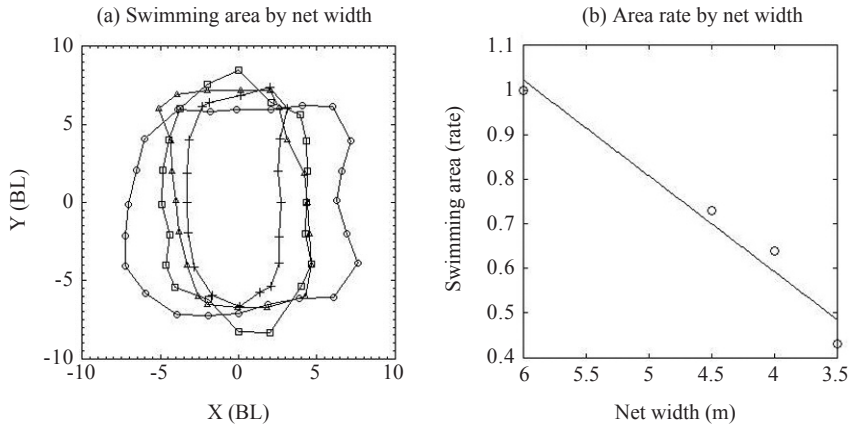 (a) Swimming area by net width
10
5
0
-5
-10
-10 -5 0 5 10
Y (BL)
X (BL)
(b) Area rate by net width
1.1
1
0.9
0.8
0.7
0.6
0.5
0.4
6 5.5 5 4.5 4 3.5
Swimming area (rate)
Net width (m)